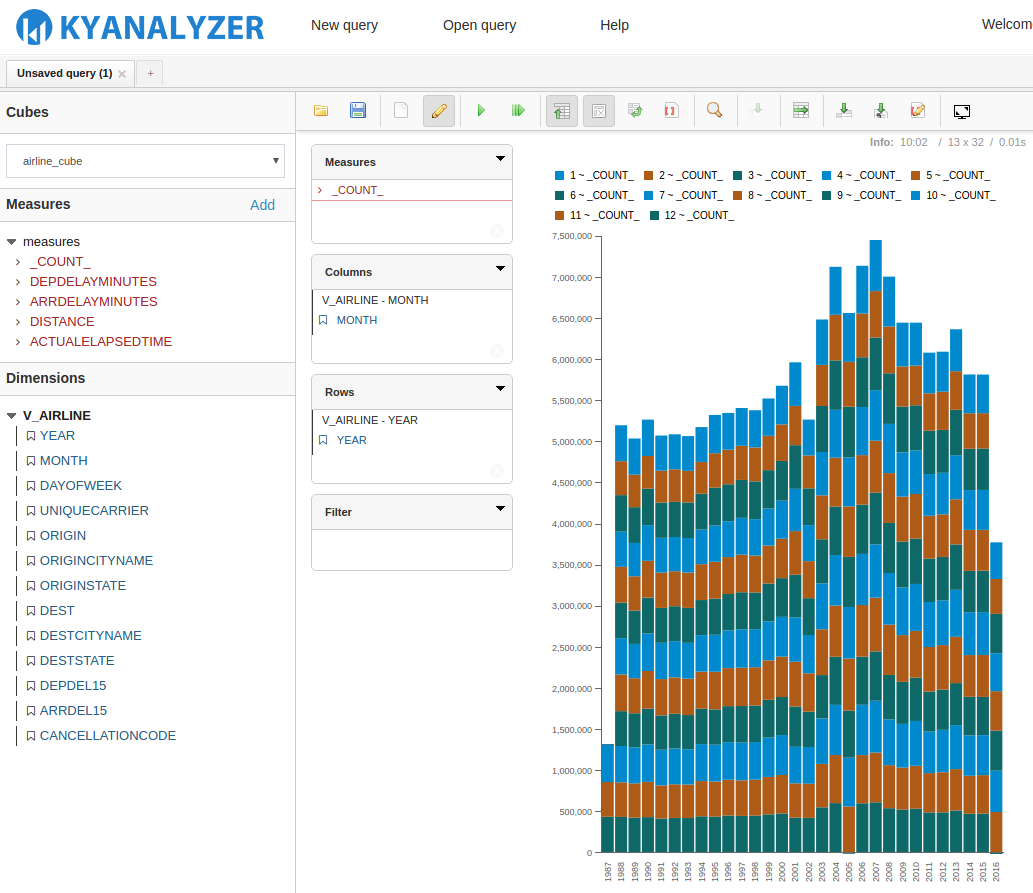 KYANALYZER
New query
Open query
Help
Welcom
Unsaved query (1)
+
Cubes
airline_cube
Measures
Add
measures
_COUNT_
DEPDELAYMINUTES
ARRDELAYMINUTES
DISTANCE
ACTUALELAPSEDTIME
Dimensions
V_AIRLINE
YEAR
MONTH
DAYOFWEEK
UNIQUECARRIER
ORIGIN
ORIGINCITYNAME
ORIGINSTATE
DEST
DESTCITYNAME
DESTSTATE
DEPDEL15
ARRDEL15
CANCELLATIONCODE
Measures
_COUNT_
Columns
V_AIRLINE - MONTH
MONTH
Rows
V_AIRLINE - YEAR
YEAR
Filter
Info: 10:02 / 13 x 32 / 0.01s
1 ~ _COUNT_ 2 ~ _COUNT_ 3 ~ _COUNT_ 4 ~ _COUNT_ 5 ~ _COUNT_
6 ~ _COUNT_ 7 ~ _COUNT_ 8 ~ _COUNT_ 9 ~ _COUNT_ 10 ~ _COUNT_
11 ~ _COUNT_ 12 ~ _COUNT_
7,500,000
7,000,000
6,500,000
6,000,000
5,500,000
5,000,000
4,500,000
4,000,000
3,500,000
3,000,000
2,500,000
2,000,000
1,500,000
1,000,000
500,000
0
1987 1988 1989 1990 1991 1992 1993 1994 1995 1996 1997 1998 1999 2000 2001 2002 2003 2004 2005 2006 2007 2008 2009 2010 2011 2012 2013 2014 2015 2016